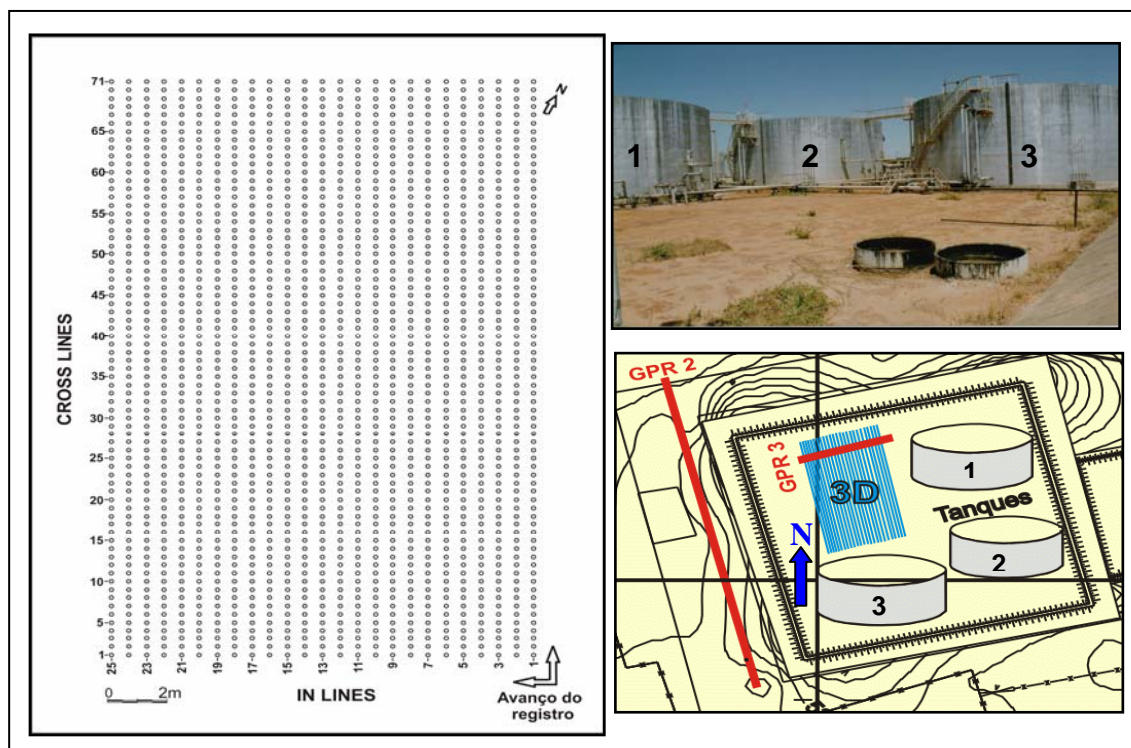 71
65
60
55
50
45
40
35
30
25
20
15
10
5
1
CROSS LINES
N
25 23 21 19 17 15 13 11 9 7 5 3 1
0 2m
IN LINES
Avanço do
registro
1 2 3
GPR 2
GPR 3
3D
1
Tanques
2
N
3